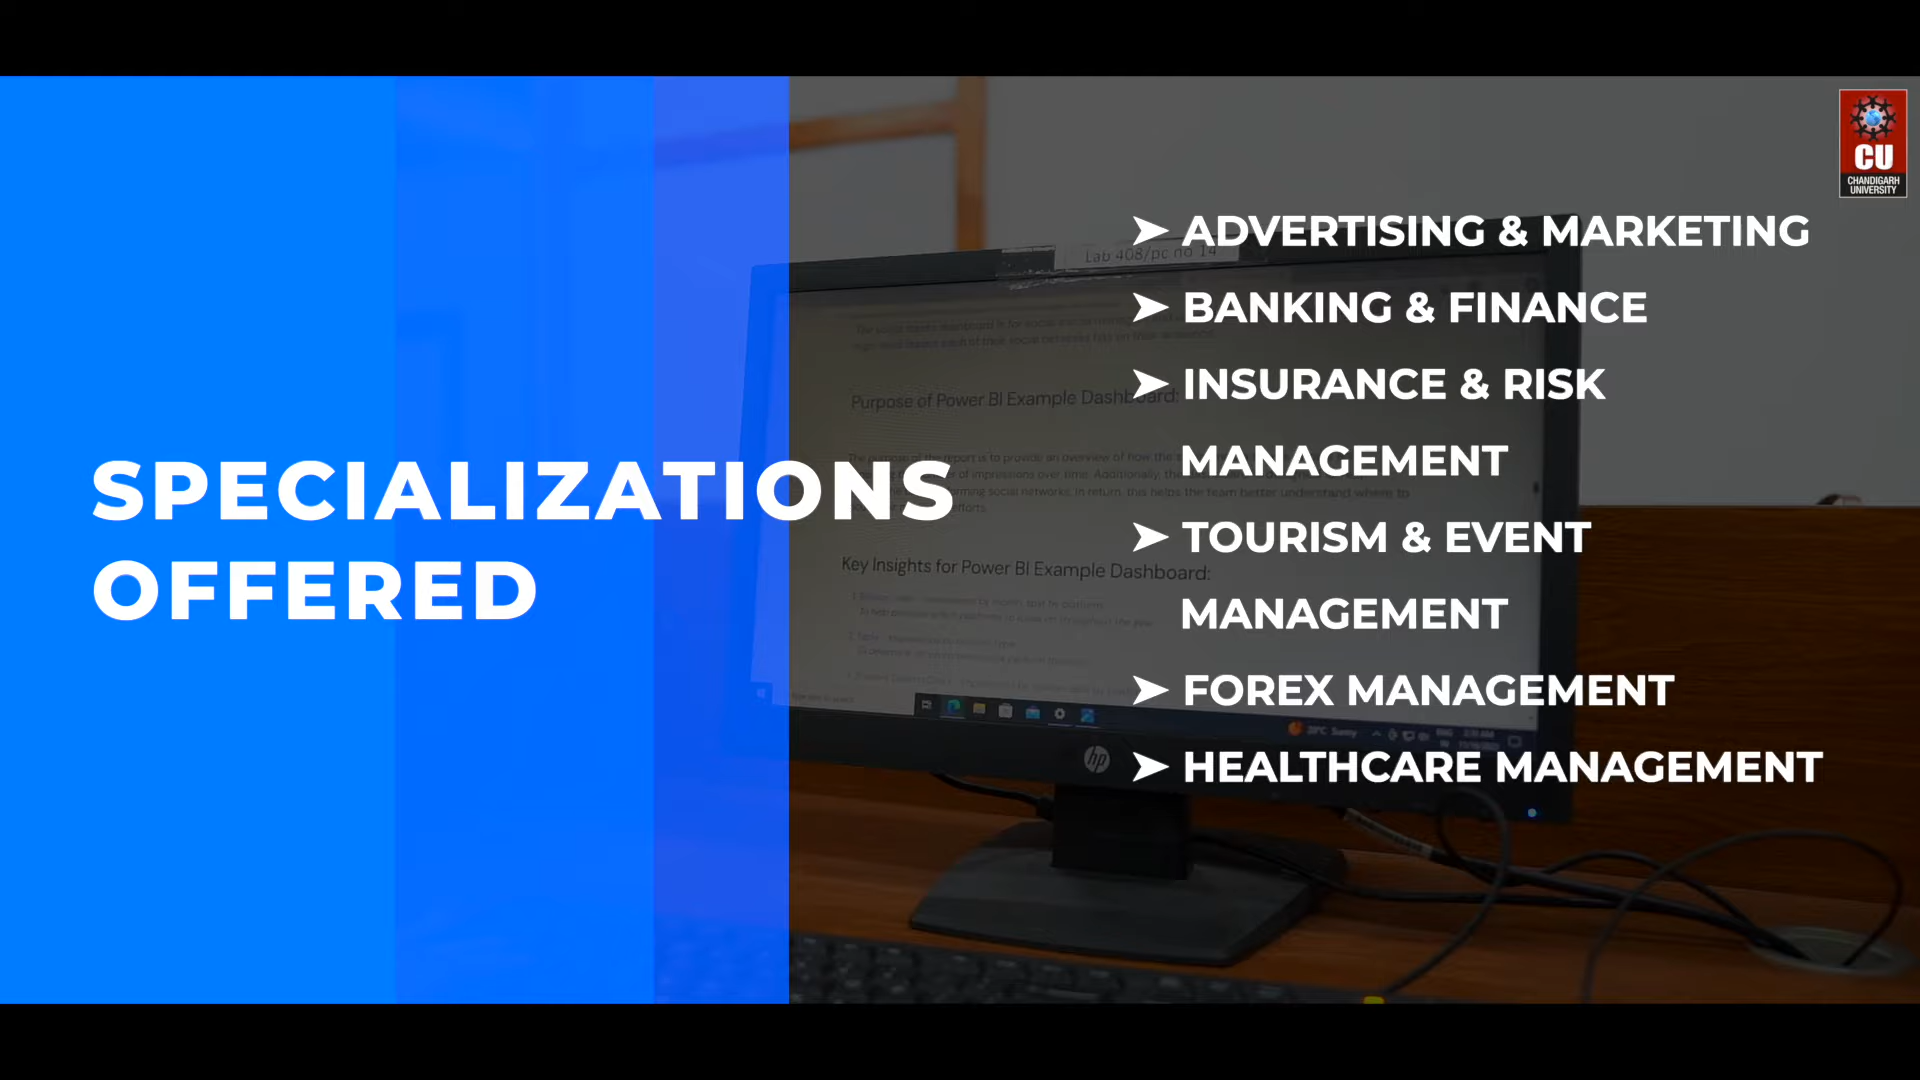 CU
CHANDIGARH
UNIVERSITY
ADVERTISING & MARKETING
Lab 408/pc no 14
BANKING & FINANCE
INSURANCE & RISK
MANAGEMENT
TOURISM & EVENT
MANAGEMENT
FOREX MANAGEMENT
HEALTHCARE MANAGEMENT
SPECIALIZATIONS
OFFERED
Purpose of Power BI Example Dashboard:
Key Insights for Power BI Example Dashboard:
hp